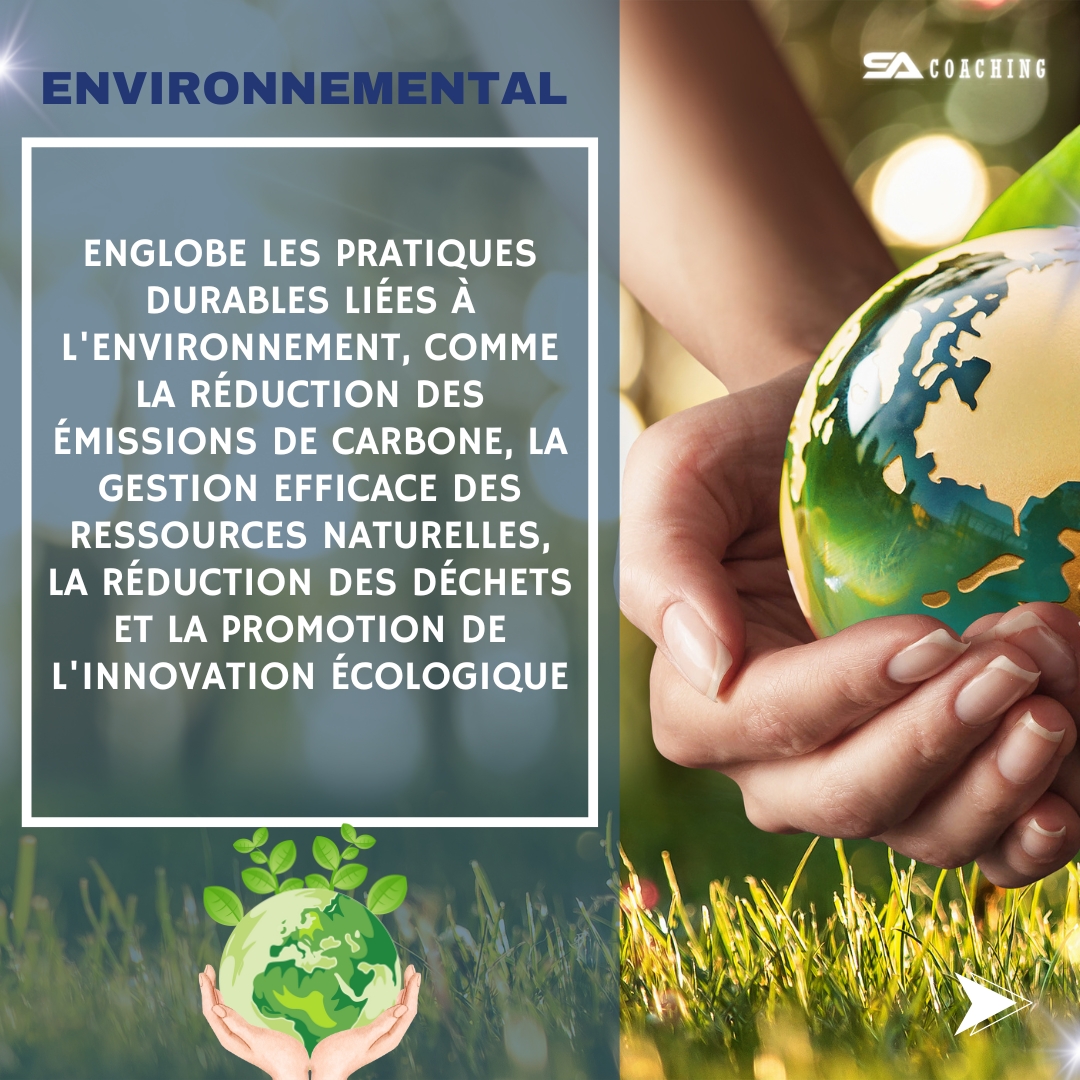 ENVIRONNEMENTAL
SA COACHING
ENGLOBE LES PRATIQUES
DURABLES LIÉES À
L'ENVIRONNEMENT, COMME
LA RÉDUCTION DES
ÉMISSIONS DE CARBONE, LA
GESTION EFFICACE DES
RESSOURCES NATURELLES,
LA RÉDUCTION DES DÉCHETS
ET LA PROMOTION DE
L'INNOVATION ÉCOLOGIQUE